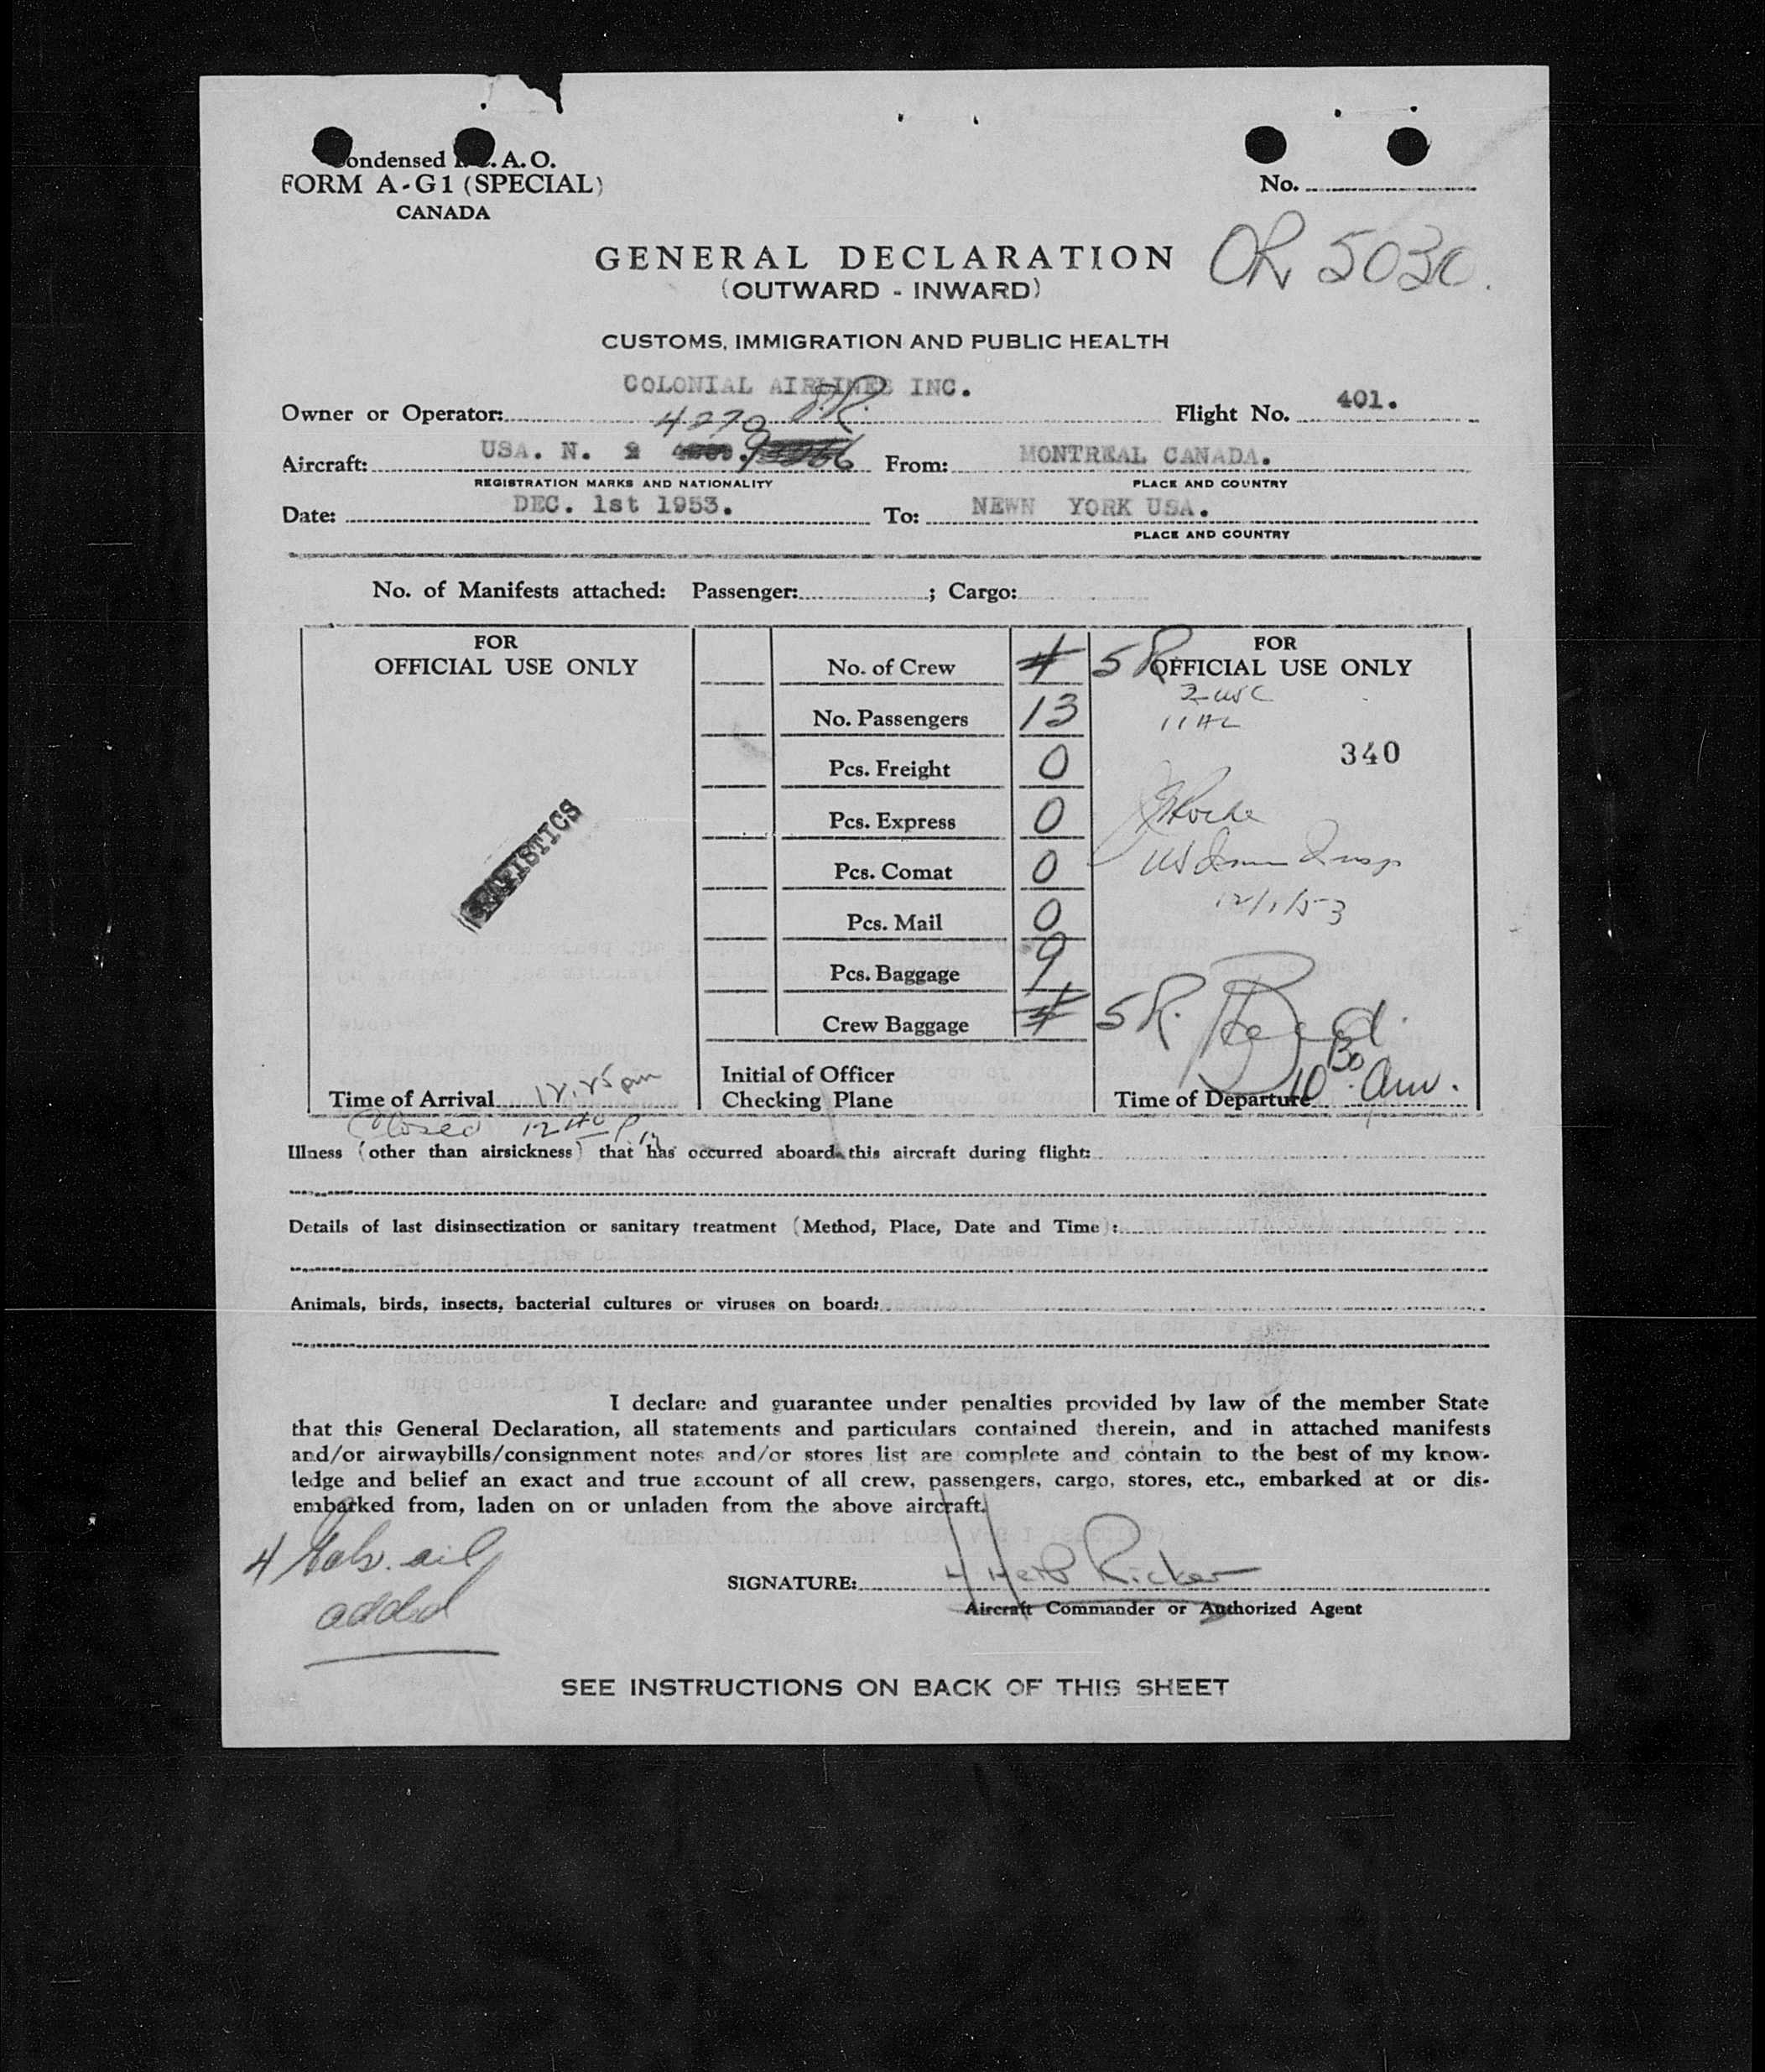 Condensed I.C.A.O.
FORM A-G1 (SPECIAL)
CANADA
No.
GENERAL DECLARATION
OR 5030.
(OUTWARD - INWARD)
CUSTOMS, IMMIGRATION AND PUBLIC HEALTH
COLONIAL AIRLINES INC.
Owner or Operator: Flight No. 401.
4279
Aircraft: USA. N. From: MONTREAL CANADA.
REGISTRATION MARKS AND NATIONALITY PLACE AND COUNTRY
Date: DEC. 1st 1953. To: NEWN YORK USA.
PLACE AND COUNTRY
No. of Manifests attached: Passenger: ; Cargo:
FOR
OFFICIAL USE ONLY
STATISTICS
Time of Arrival 12.25 pm
Closed 12 40 p
No. of Crew 4 5 R
No. Passengers 13
Pcs. Freight 0
Pcs. Express 0
Pcs. Comat 0
Pcs. Mail 0
Pcs. Baggage 9
Crew Baggage 4 5 R.
Initial of Officer
Checking Plane
FOR
OFFICIAL USE ONLY
2 usc
11
340
12/1/53
Time of Departure 10 30 am.
Illness (other than airsickness) that has occurred aboard this aircraft during flight:
Details of last disinsectization or sanitary treatment (Method, Place, Date and Time):
Animals, birds, insects, bacterial cultures or viruses on board:
I declare and guarantee under penalties provided by law of the member State
that this General Declaration, all statements and particulars contained therein, and in attached manifests
and/or airwaybills/consignment notes and/or stores list are complete and contain to the best of my know-
ledge and belief an exact and true account of all crew, passengers, cargo, stores, etc., embarked at or dis-
embarked from, laden on or unladen from the above aircraft.
4 Gals. oil
added
SIGNATURE: Herb Ricker
Aircraft Commander or Authorized Agent
SEE INSTRUCTIONS ON BACK OF THIS SHEET